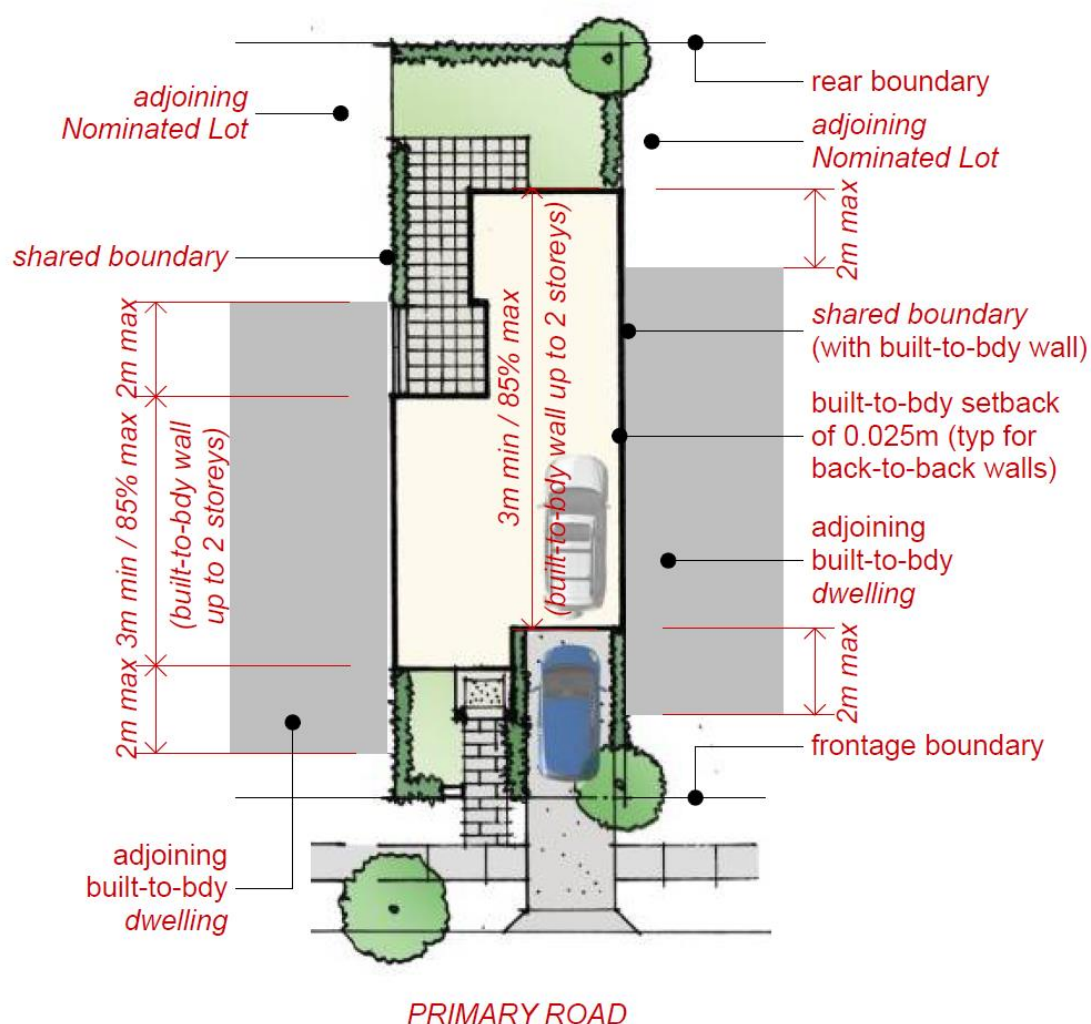 rear boundary
adjoining
Nominated Lot
adjoining
Nominated Lot
2m max
shared boundary
shared boundary
(with built-to-bdy wall)
2m max
3m min / 85% max
(built-to-bdy wall up to 2 storeys)
built-to-bdy setback
of 0.025m (typ for
back-to-back walls)
3m min / 85% max
(built-to-bdy wall
up to 2 storeys)
adjoining
built-to-bdy
dwelling
2m max
2m max
frontage boundary
adjoining
built-to-bdy
dwelling
PRIMARY ROAD